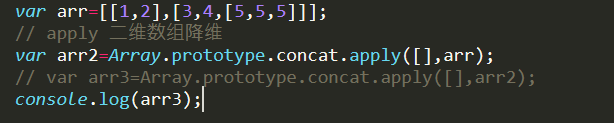 var arr=[[1,2],[3,4,[5,5,5]]];
// apply 二维数组降维
var arr2=Array.prototype.concat.apply([],arr);
// var arr3=Array.prototype.concat.apply([],arr2);
console.log(arr3);